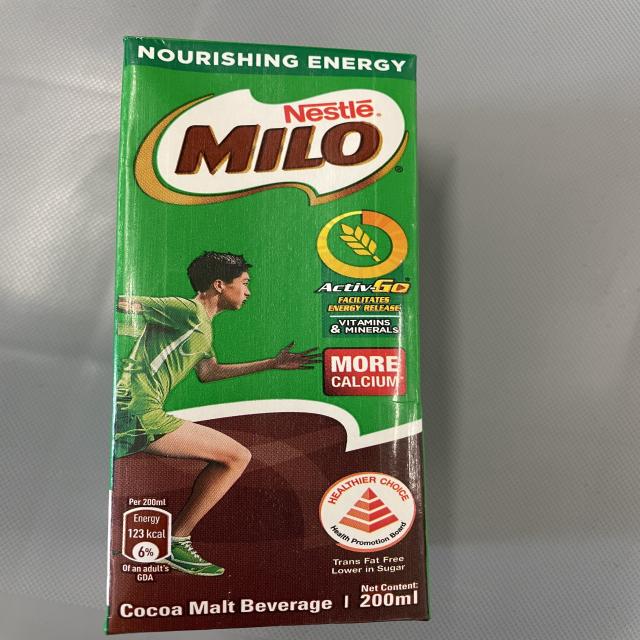 NOURISHING ENERGY
Nestlé®
MILO®
Activ-Go®
FACILITATES
ENERGY RELEASE
VITAMINS
& MINERALS
MORE
CALCIUM*
HEALTHIER CHOICE
Health Promotion Board
Trans Fat Free
Lower in Sugar
Per 200ml
Energy
123 kcal
6%
Of an adult's
GDA
Cocoa Malt Beverage | Net Content: 200ml